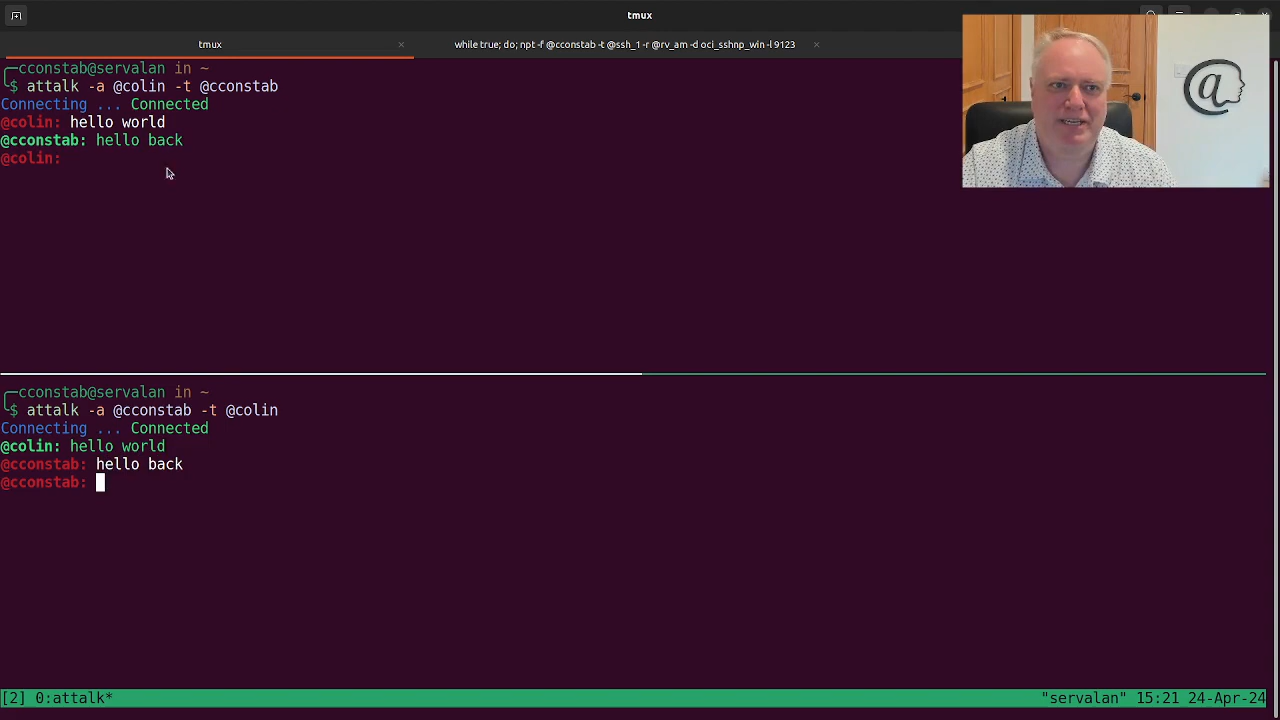 tmux
tmux
while true; do; npt -f @cconstab -t @ssh_1 -r @rv_am -d oci_sshnp_win -l 9123
cconstab@servalan in ~
$ attalk -a @colin -t @cconstab
Connecting ... Connected
@colin: hello world
@cconstab: hello back
@colin:
cconstab@servalan in ~
$ attalk -a @cconstab -t @colin
Connecting ... Connected
@colin: hello world
@cconstab: hello back
@cconstab:
[2] 0:attalk* "servalan" 15:21 24-Apr-24